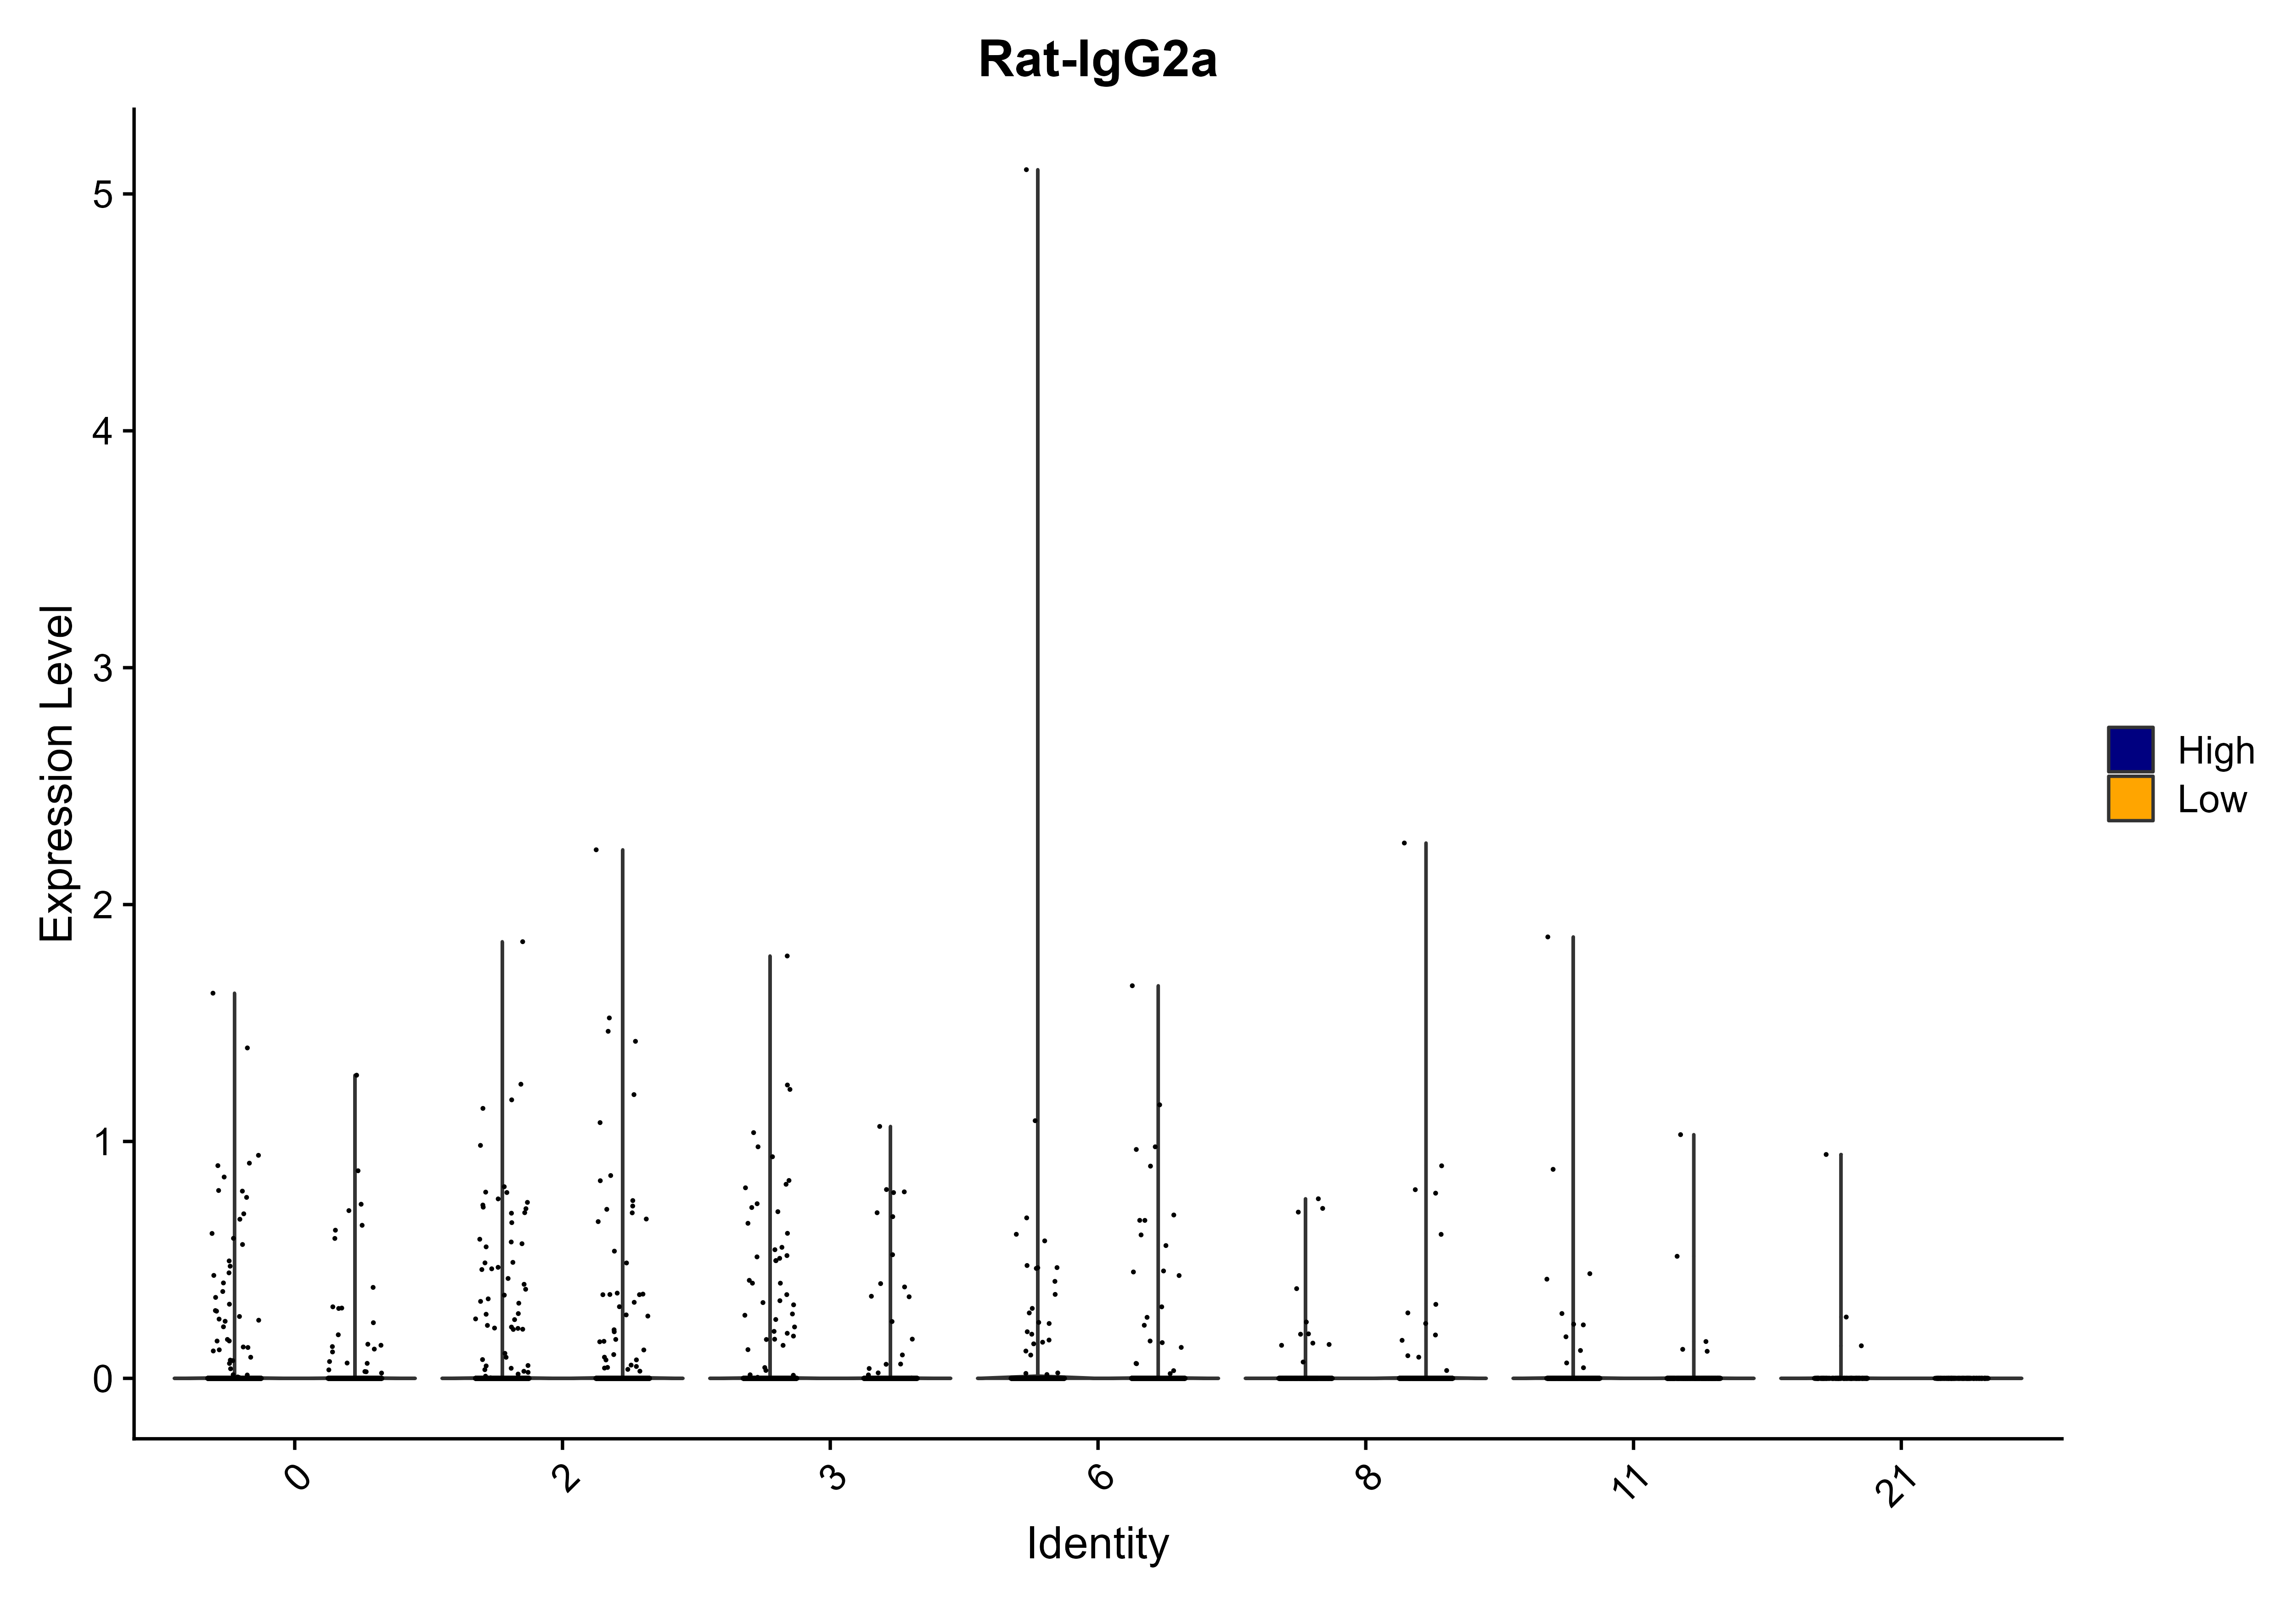 Rat-IgG2a
Expression Level
5
4
3
2
1
0
High
Low
0 2 3 6 8 11 21
Identity